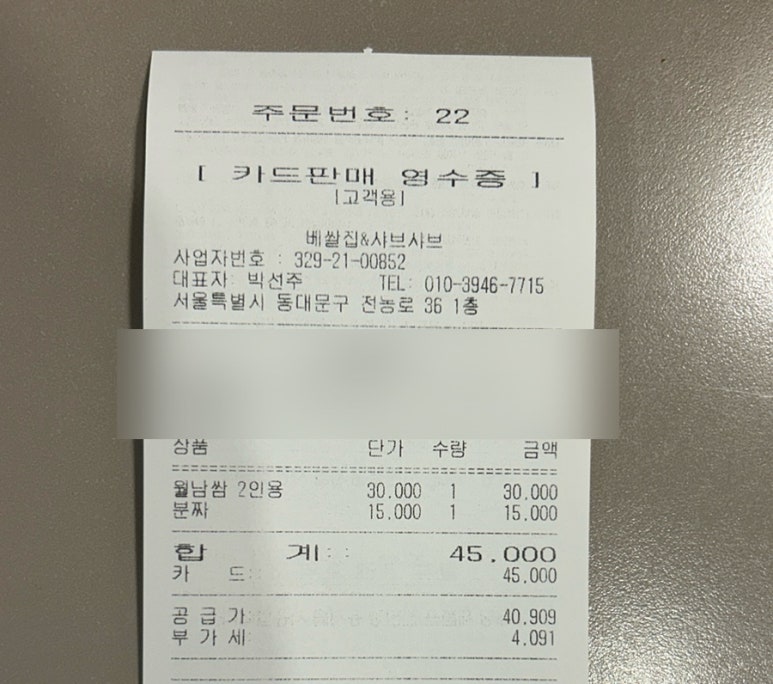 주문번호: 22
[ 카드판매 영수증 ]
|고객용|
베쌀집&샤브샤브
사업자번호 : 329-21-00852
대표자: 박선주 TEL: 010-3946-7715
서울특별시 동대문구 전농로 36 1층
상품 단가 수량 금액
월남쌈 2인용 30.000 1 30.000
분짜 15.000 1 15.000
합 계: : 45.000
카 드: 45.000
공 급 가: 40.909
부 가 세: 4.091